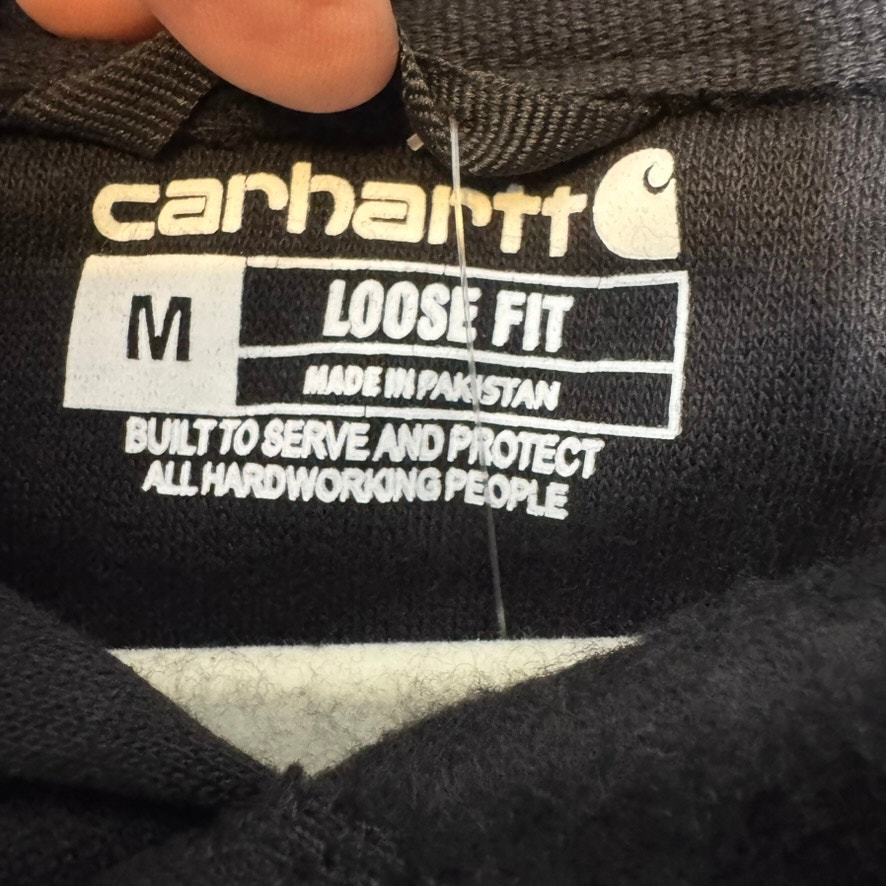 carhartt
M
LOOSE FIT
MADE IN PAKISTAN
BUILT TO SERVE AND PROTECT
ALL HARDWORKING PEOPLE